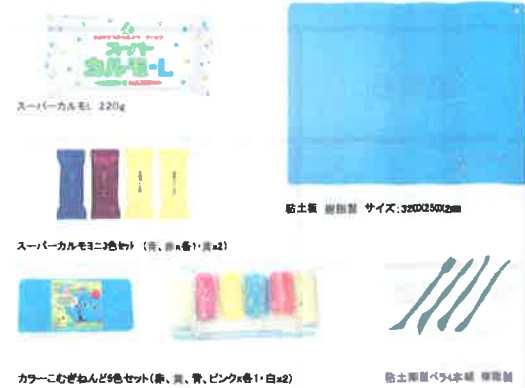 スーパー
カルモ-L
スーパーカルモL 220g
粘土板 樹脂製 サイズ:320X250X2mm
スーパーカルモミニ3色セット (青、赤x各1・黄x2)
カラーこむぎねんど5色セット(赤、黄、青、ピンクx各1・白x2)
粘土 ベラ4本組 樹脂製